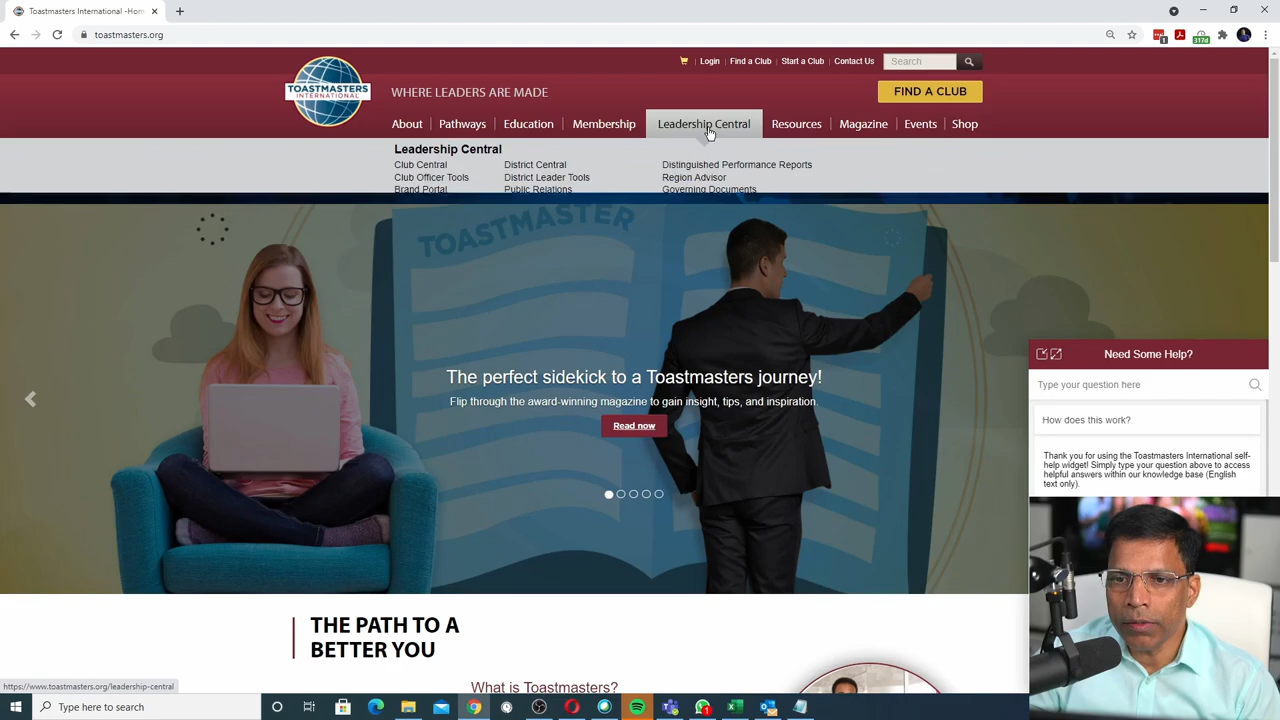 Toastmasters International -Hom
toastmasters.org
1
317d
Login
Find a Club
Start a Club
Contact Us
Search
TOASTMASTERS
INTERNATIONAL
WHERE LEADERS ARE MADE
FIND A CLUB
About
Pathways
Education
Membership
Leadership Central
Resources
Magazine
Events
Shop
Leadership Central
Club Central
District Central
Distinguished Performance Reports
Club Officer Tools
District Leader Tools
Region Advisor
Brand Portal
Public Relations
Governing Documents
TOASTMASTER
The perfect sidekick to a Toastmasters journey!
Flip through the award-winning magazine to gain insight, tips, and inspiration.
Read now
Need Some Help?
Type your question here
How does this work?
Thank you for using the Toastmasters International self-
help widget! Simply type your question above to access
helpful answers within our knowledge base (English
text only).
THE PATH TO A
BETTER YOU
What is Toastmasters?
https://www.toastmasters.org/leadership-central
Type here to search
1